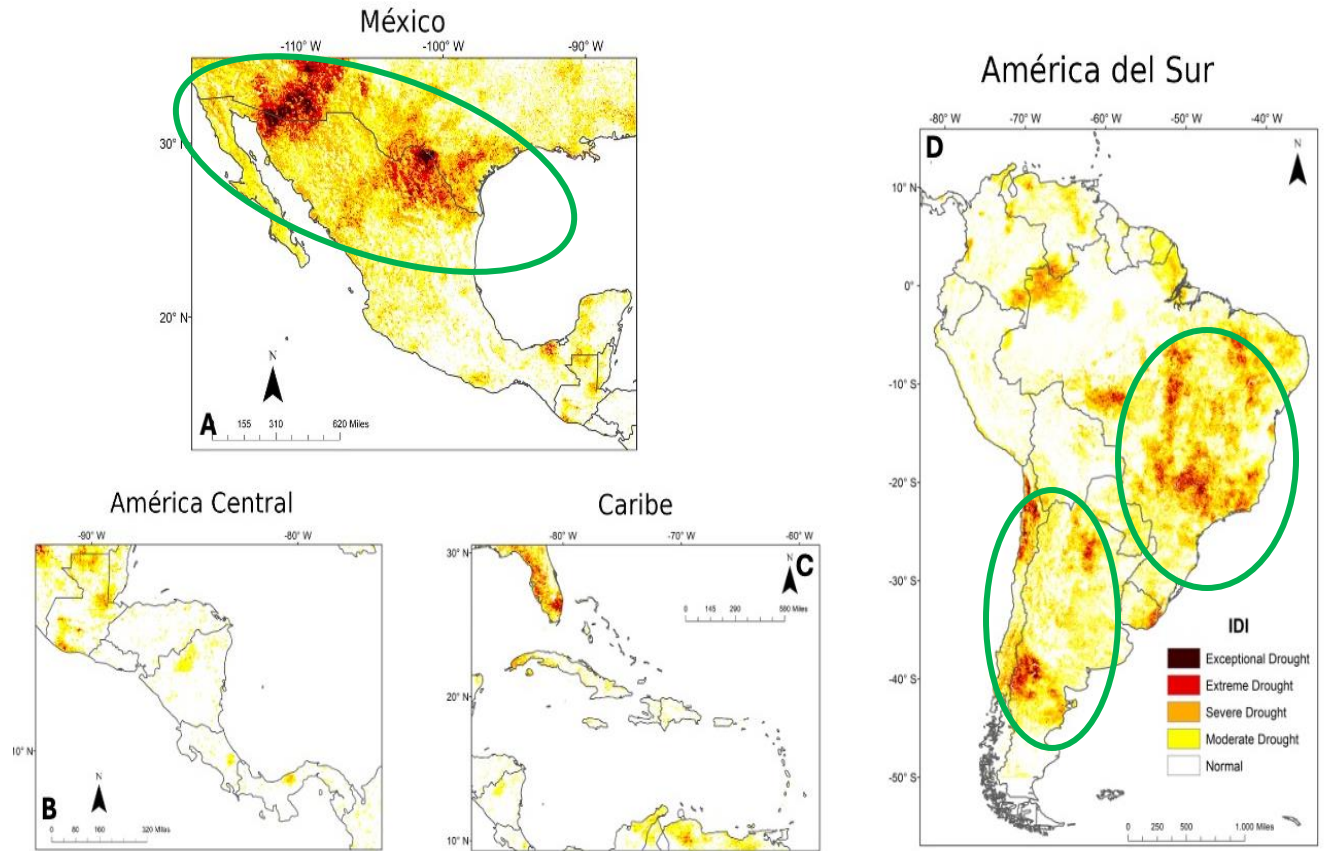 México
-110° W -100° W -90° W
30°
20° N
N
A
155 310 620 Miles
América Central
-90° W -80° W
10° N
N
B
0 80 160 320 Miles
Caribe
-80° W -70° W -60° W
30° N
20° N
10° N
N
C
0 145 290 580 Miles
América del Sur
-80° W -70° W -60° W -50° W -40° W
D
N
10° N
0°
-10° S
-20° S
-30° S
-40° S
-50° S
IDI
Exceptional Drought
Extreme Drought
Severe Drought
Moderate Drought
Normal
0 250 500 1,000 Miles